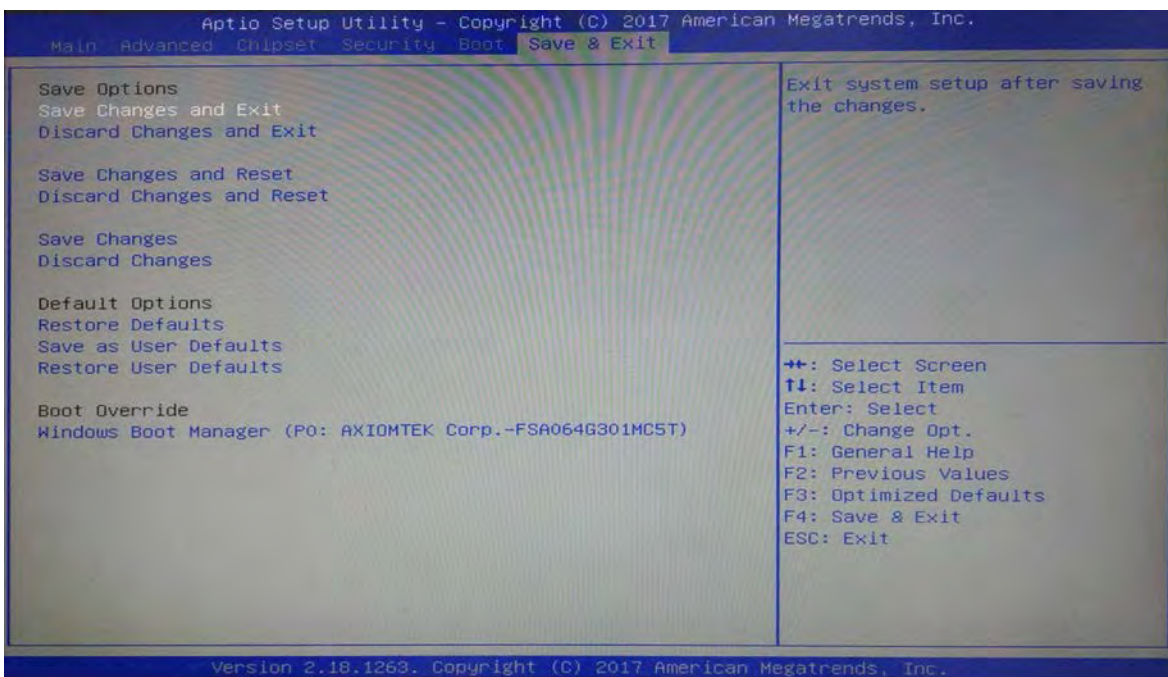 Aptio Setup Utility – Copyright (C) 2017 American Megatrends, Inc.
Main Advanced Chipset Security Boot Save & Exit
Save Options
Save Changes and Exit
Discard Changes and Exit
Save Changes and Reset
Discard Changes and Reset
Save Changes
Discard Changes
Default Options
Restore Defaults
Save as User Defaults
Restore User Defaults
Boot Override
Windows Boot Manager (P0: AXIOMTEK Corp.-FSA064G301MC5T)
Exit system setup after saving
the changes.
→←: Select Screen
↑↓: Select Item
Enter: Select
+/-: Change Opt.
F1: General Help
F2: Previous Values
F3: Optimized Defaults
F4: Save & Exit
ESC: Exit
Version 2.18.1263. Copyright (C) 2017 American Megatrends, Inc.